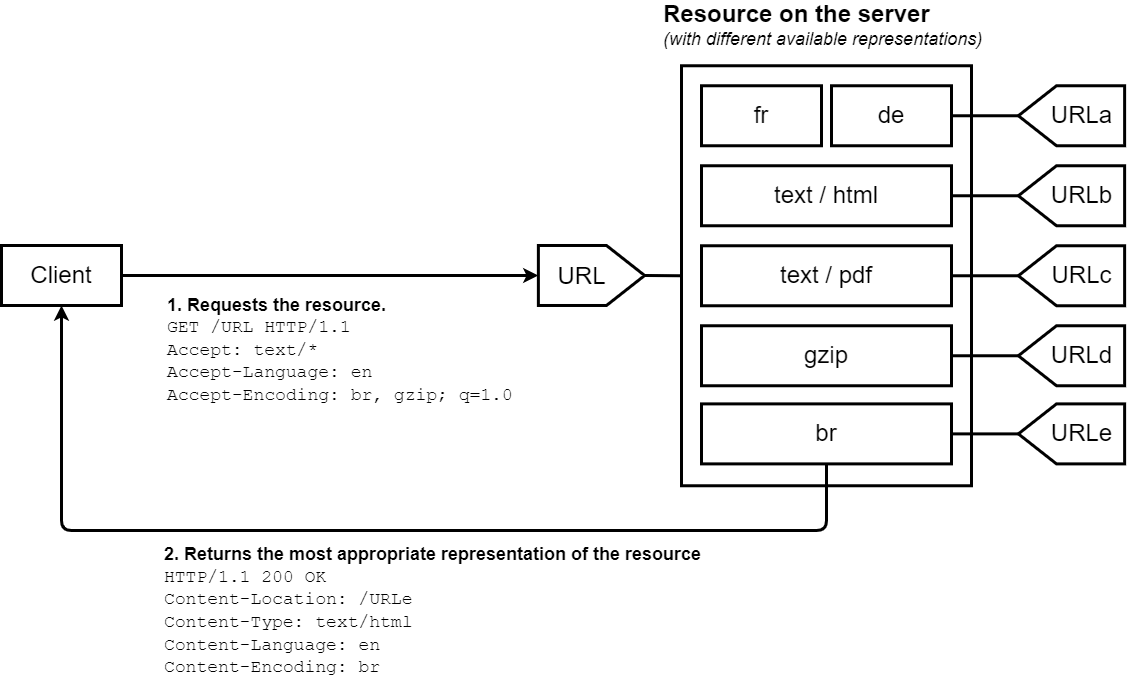 Resource on the server
(with different available representations)
fr
de
URLa
text / html
URLb
Client
URL
text / pdf
URLc
1. Requests the resource.
GET /URL HTTP/1.1
Accept: text/*
Accept-Language: en
Accept-Encoding: br, gzip; q=1.0
gzip
URLd
br
URLe
2. Returns the most appropriate representation of the resource
HTTP/1.1 200 OK
Content-Location: /URLe
Content-Type: text/html
Content-Language: en
Content-Encoding: br